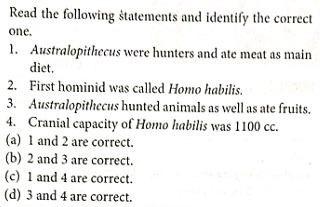 Read the following statements and identify the correct
one.
1. Australopithecus were hunters and ate meat as main
diet.
2. First hominid was called Homo habilis.
3. Australopithecus hunted animals as well as ate fruits.
4. Cranial capacity of Homo habilis was 1100 cc.
(a) 1 and 2 are correct.
(b) 2 and 3 are correct.
(c) 1 and 4 are correct.
(d) 3 and 4 are correct.